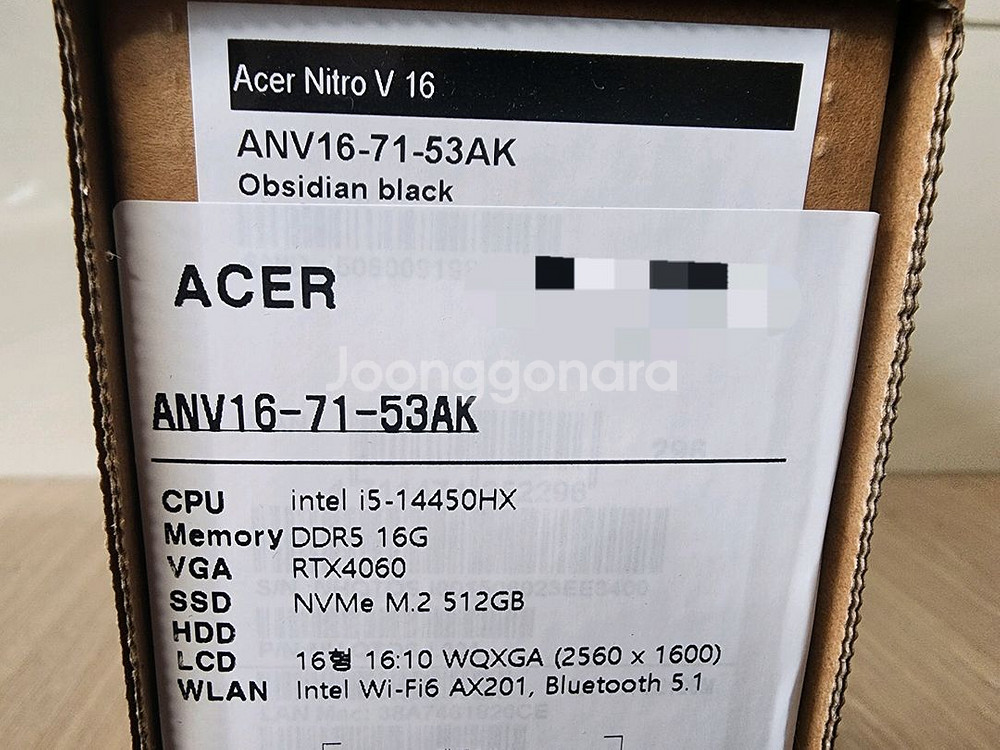 Acer Nitro V 16
ANV16-71-53AK
Obsidian black
ACER
Joonggonara
ANV16-71-53AK
CPU intel i5-14450HX
Memory DDR5 16G
VGA RTX4060
SSD NVMe M.2 512GB
HDD
LCD 16형 16:10 WQXGA (2560 x 1600)
WLAN Intel Wi-Fi6 AX201, Bluetooth 5.1